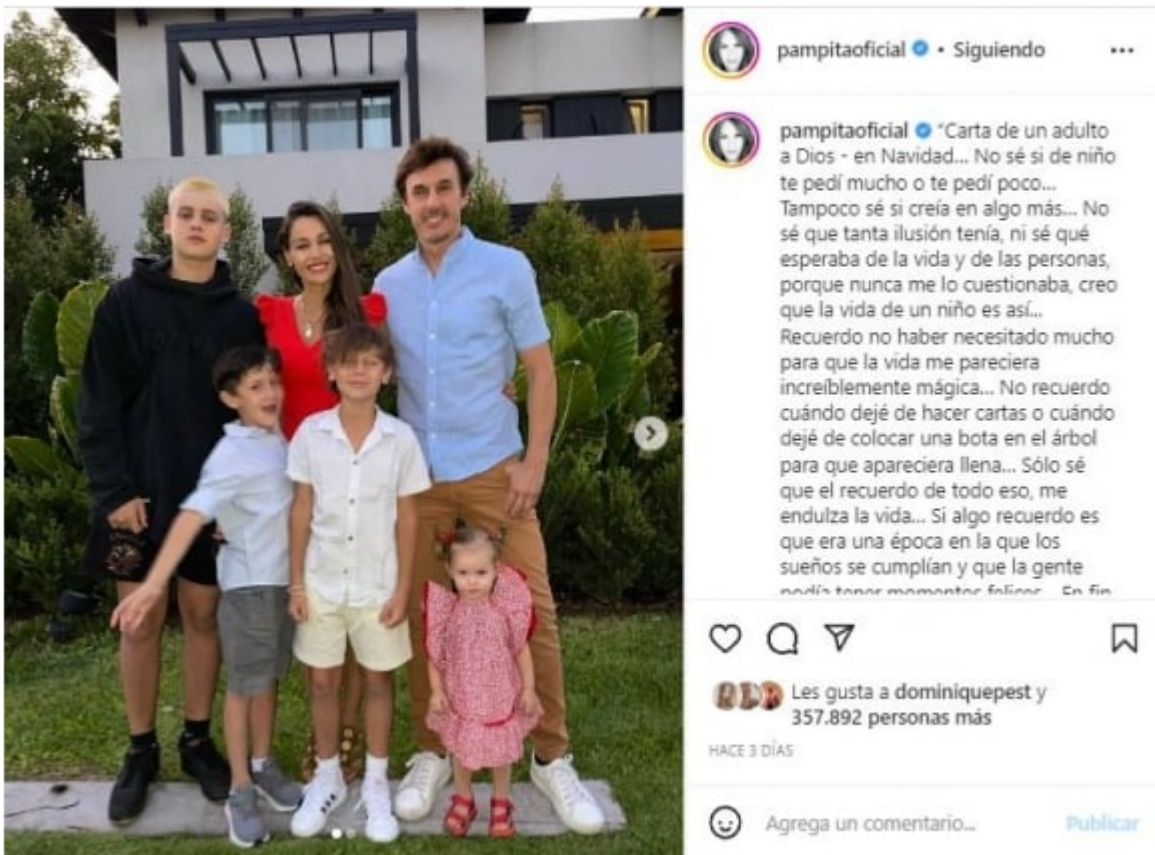 pampitaoficial • Siguiendo
pampitaoficial "Carta de un adulto
a Dios - en Navidad... No sé si de niño
te pedí mucho o te pedí poco...
Tampoco sé si creía en algo más... No
sé que tanta ilusión tenía, ni sé qué
esperaba de la vida y de las personas,
porque nunca me lo cuestionaba, creo
que la vida de un niño es así...
Recuerdo no haber necesitado mucho
para que la vida me pareciera
increíblemente mágica... No recuerdo
cuándo dejé de hacer cartas o cuándo
dejé de colocar una bota en el árbol
para que apareciera llena... Sólo sé
que el recuerdo de todo eso, me
endulza la vida... Si algo recuerdo es
que era una época en la que los
sueños se cumplían y que la gente
podía tener momentos felices... En fin
Les gusta a dominiquepest y
357.892 personas más
HACE 3 DÍAS
Agrega un comentario...
Publicar